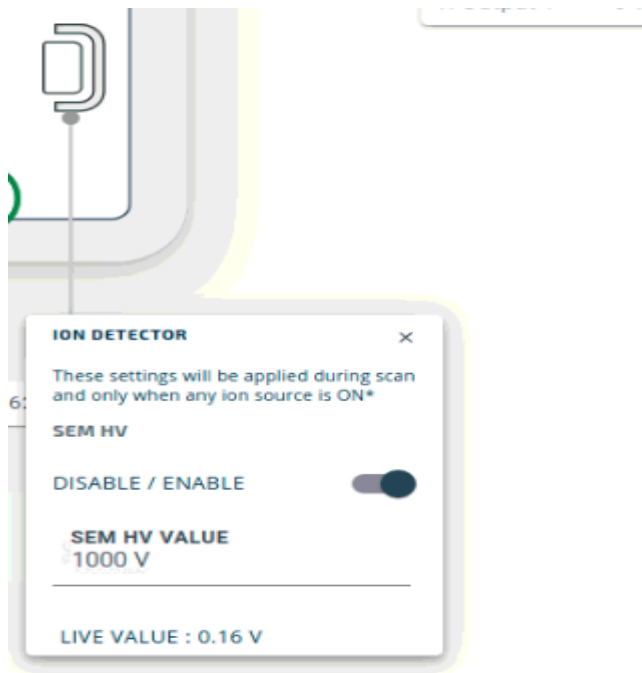 ION DETECTOR
×
These settings will be applied during scan
and only when any ion source is ON*
SEM HV
DISABLE / ENABLE
SEM HV VALUE
1000 V
LIVE VALUE : 0.16 V